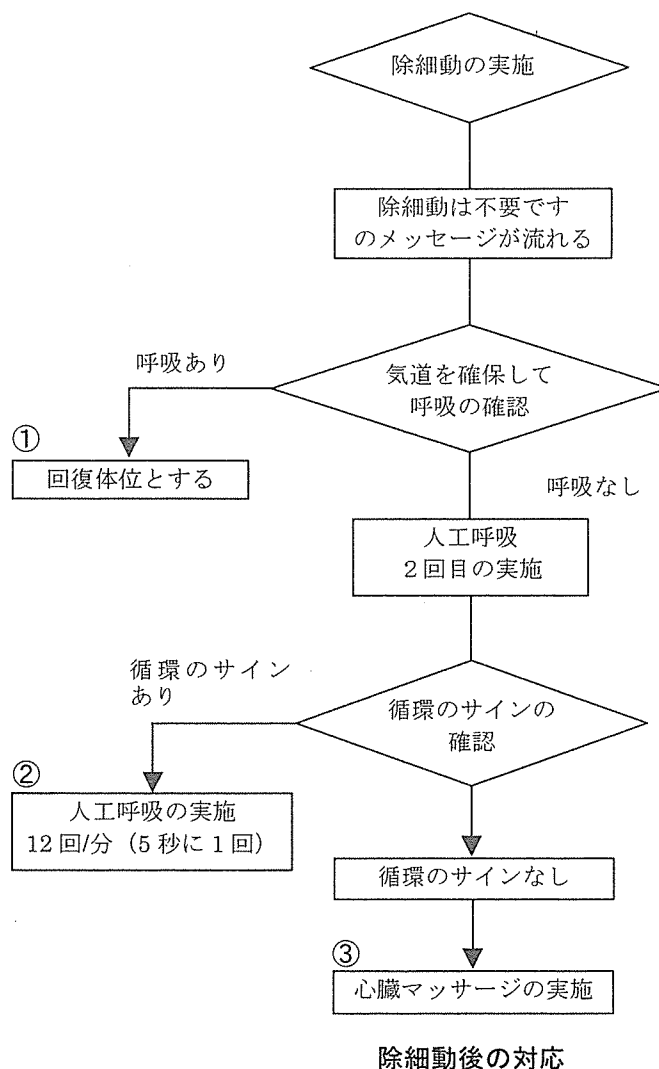 除細動の実施
除細動は不要です
のメッセージが流れる
気道を確保して
呼吸の確認
呼吸あり
①
回復体位とする
呼吸なし
人工呼吸
2回目の実施
循環のサインの
確認
循環のサイン
あり
②
人工呼吸の実施
12回/分（5秒に1回）
循環のサインなし
③
心臓マッサージの実施
除細動後の対応